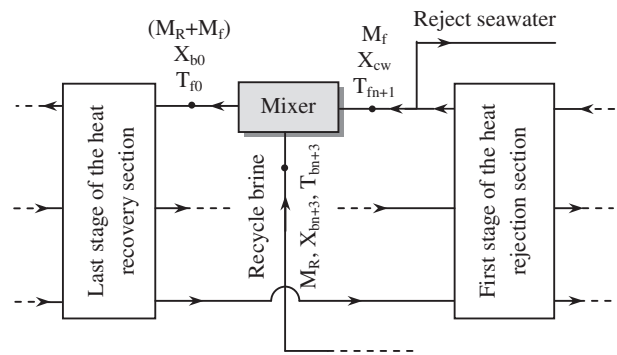 Reject seawater
(M_R+M_f)
X_b0
T_f0
M_f
X_cw
T_fn+1
Mixer
Last stage of the heat
recovery section
Recycle brine
M_R, X_bn+3, T_bn+3
First stage of the heat
rejection section